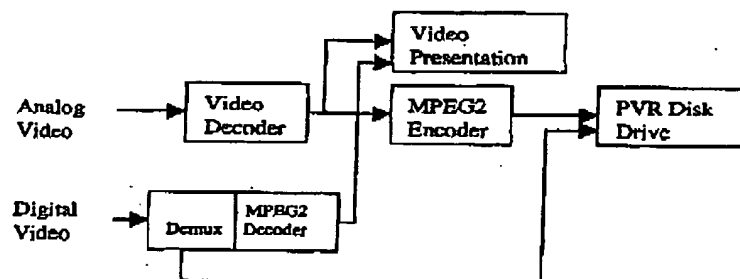 Video
Presentation
Analog
Video
Video
Decoder
MPEG2
Encoder
PVR Disk
Drive
Digital
Video
Demux
MPEG2
Decoder